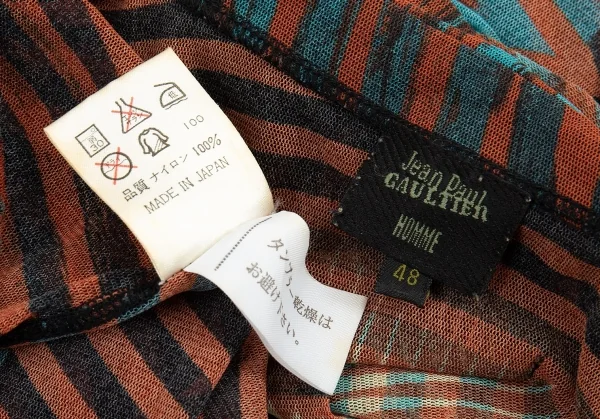 100
品質 ナイロン 100%
MADE IN JAPAN
タンブラー乾燥は
お避け下さい。
Jean Paul
GAULTIER
HOMME
48